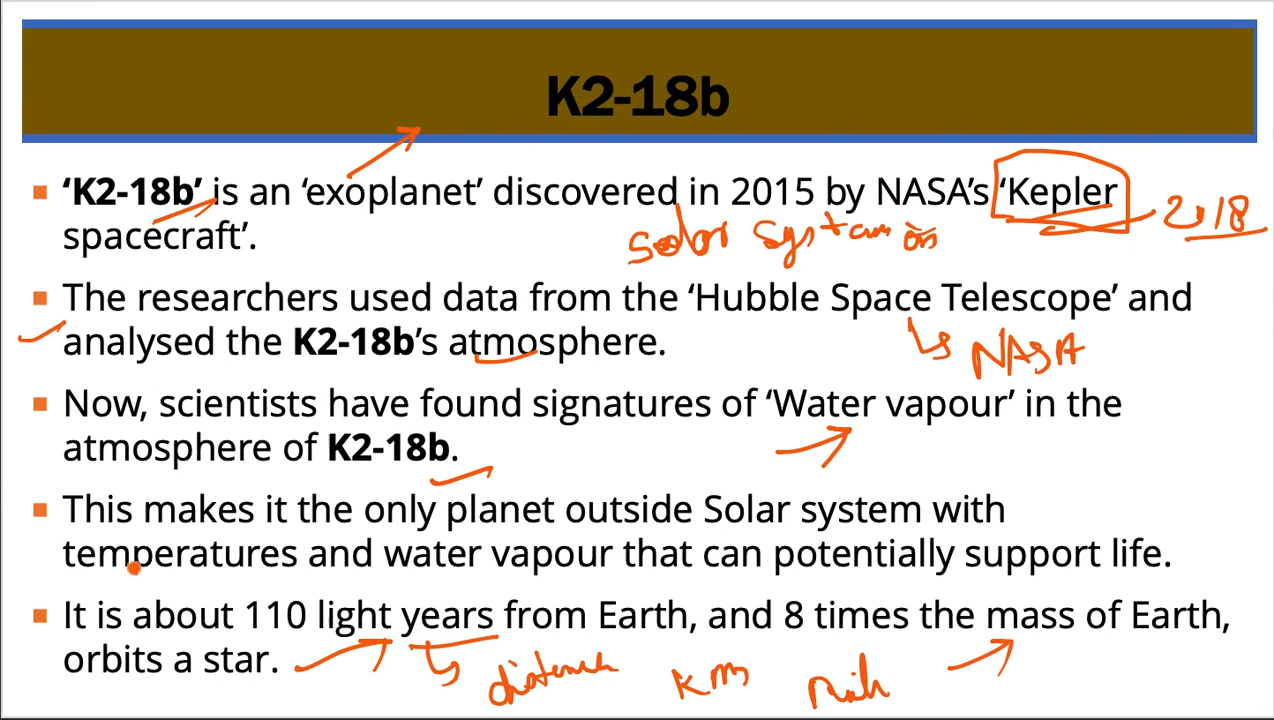 K2-18b
‘K2-18b’ is an ‘exoplanet’ discovered in 2015 by NASA’s ‘Kepler
2018
spacecraft’.
Solar System
The researchers used data from the ‘Hubble Space Telescope’ and
analysed the K2-18b’s atmosphere.
NASA
Now, scientists have found signatures of ‘Water vapour’ in the
atmosphere of K2-18b.
This makes it the only planet outside Solar system with
temperatures and water vapour that can potentially support life.
It is about 110 light years from Earth, and 8 times the mass of Earth,
orbits a star.
distance km